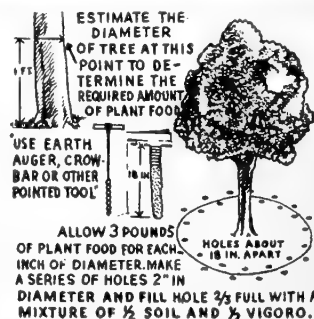 ESTIMATE THE
DIAMETER
OF TREE AT THIS
POINT TO DE-
TERMINE THE
REQUIRED AMOUNT
OF PLANT FOOD
1 FT
"USE EARTH
AUGER, CROW-
BAR OR OTHER
POINTED TOOL"
18 IN
HOLES ABOUT
18 IN. APART
ALLOW 3 POUNDS
OF PLANT FOOD FOR EACH
INCH OF DIAMETER. MAKE
A SERIES OF HOLES 2" IN
DIAMETER AND FILL HOLE 2/3 FULL WITH A
MIXTURE OF 1/2 SOIL AND 1/2 VIGORO.